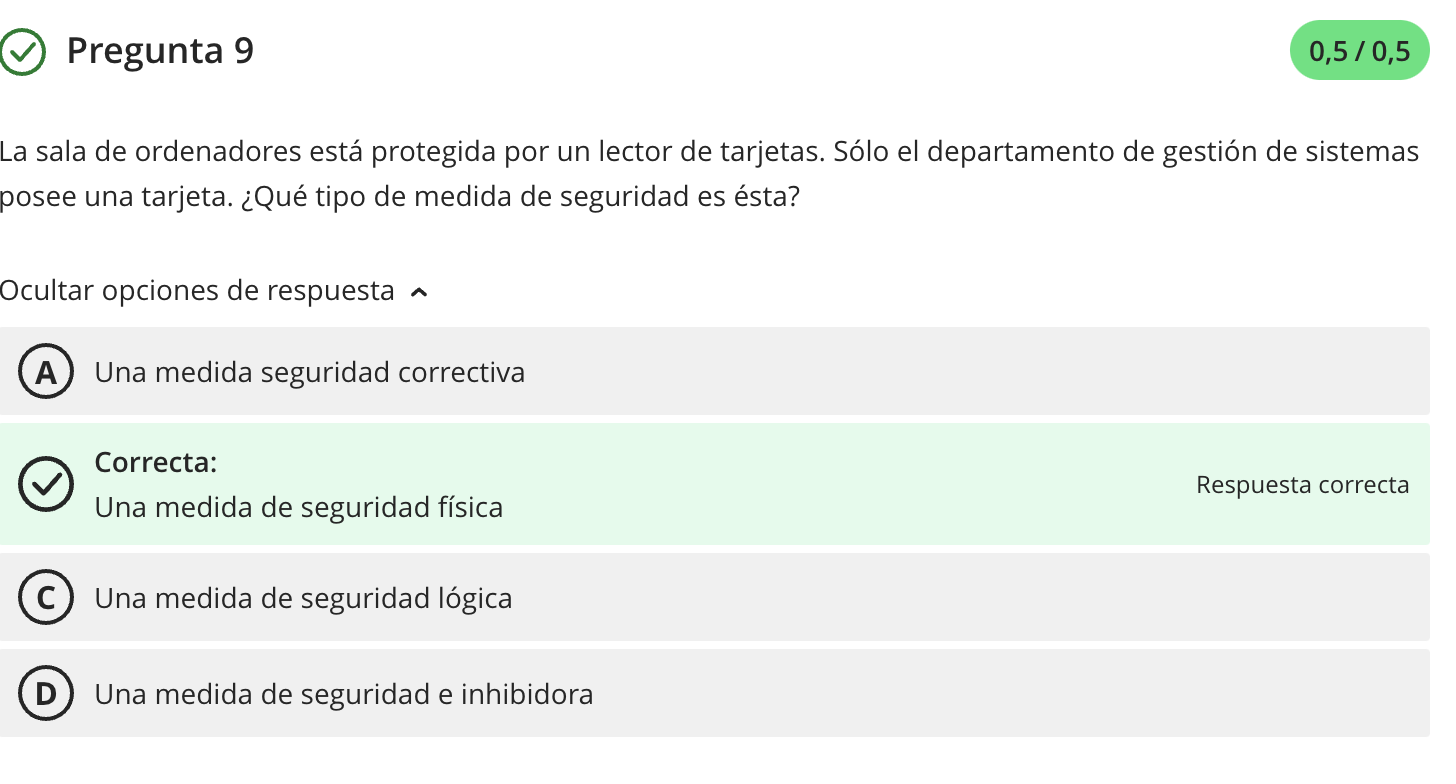 Pregunta 9
0,5 / 0,5
La sala de ordenadores está protegida por un lector de tarjetas. Sólo el departamento de gestión de sistemas
posee una tarjeta. ¿Qué tipo de medida de seguridad es ésta?
Ocultar opciones de respuesta
A Una medida seguridad correctiva
Correcta:
Una medida de seguridad física
Respuesta correcta
C Una medida de seguridad lógica
D Una medida de seguridad e inhibidora